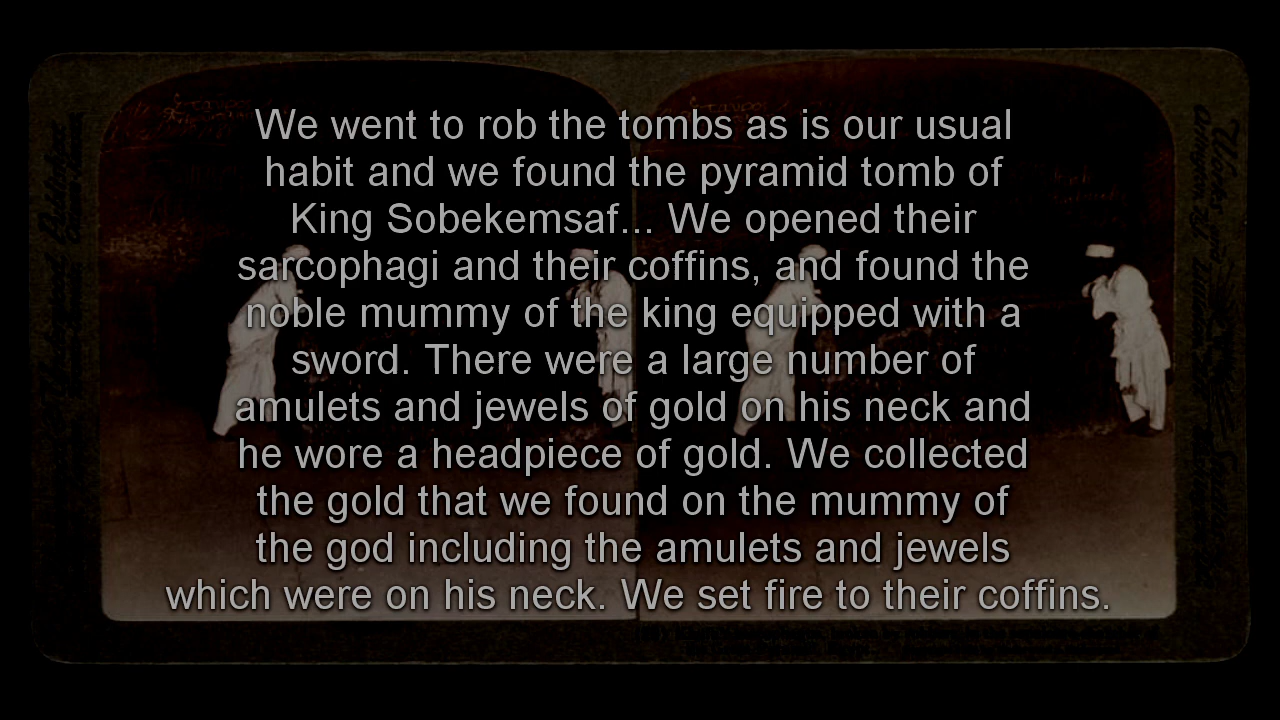 We went to rob the tombs as is our usual
habit and we found the pyramid tomb of
King Sobekemsaf... We opened their
sarcophagi and their coffins, and found the
noble mummy of the king equipped with a
sword. There were a large number of
amulets and jewels of gold on his neck and
he wore a headpiece of gold. We collected
the gold that we found on the mummy of
the god including the amulets and jewels
which were on his neck. We set fire to their coffins.